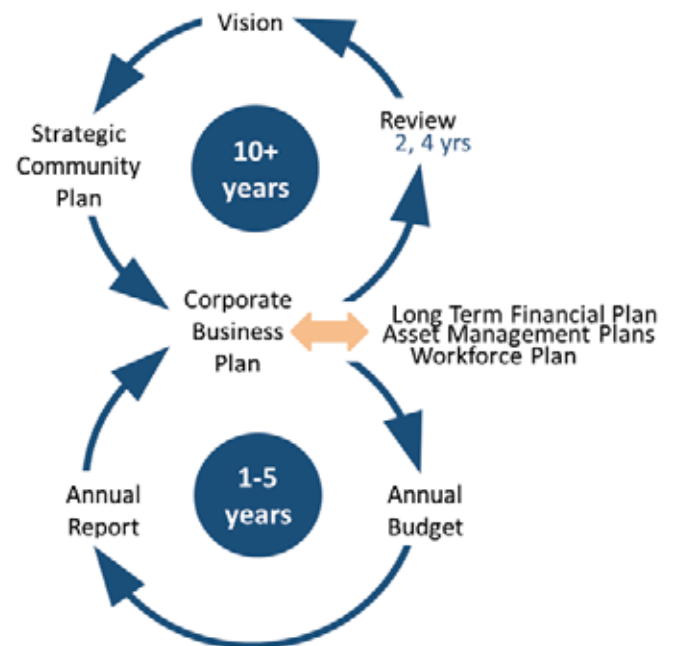 Vision
Strategic
Community
Plan
10+
years
Review
2, 4 yrs
Corporate
Business
Plan
Long Term Financial Plan
Asset Management Plans
Workforce Plan
Annual
Report
1-5
years
Annual
Budget